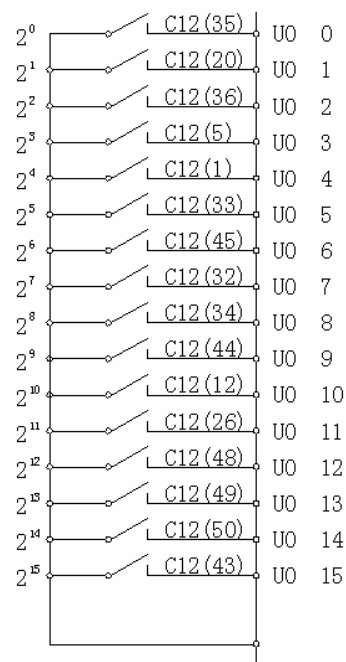 2⁰ C12(35) U0 0
2¹ C12(20) U0 1
2² C12(36) U0 2
2³ C12(5) U0 3
2⁴ C12(1) U0 4
2⁵ C12(33) U0 5
2⁶ C12(45) U0 6
2⁷ C12(32) U0 7
2⁸ C12(34) U0 8
2⁹ C12(44) U0 9
2¹⁰ C12(12) U0 10
2¹¹ C12(26) U0 11
2¹² C12(48) U0 12
2¹³ C12(49) U0 13
2¹⁴ C12(50) U0 14
2¹⁵ C12(43) U0 15